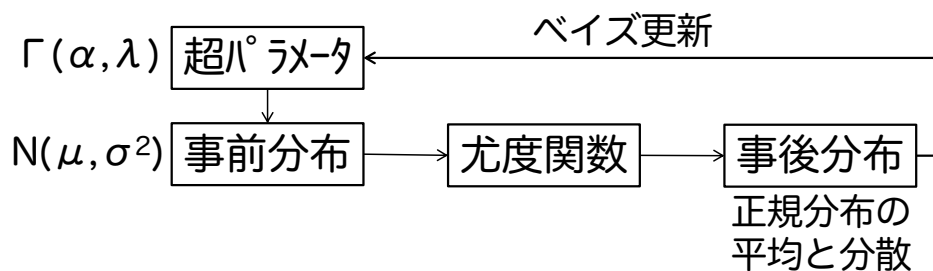 ベイズ更新
Γ(α,λ) 超パラメータ
N(μ,σ²) 事前分布 尤度関数 事後分布
正規分布の
平均と分散